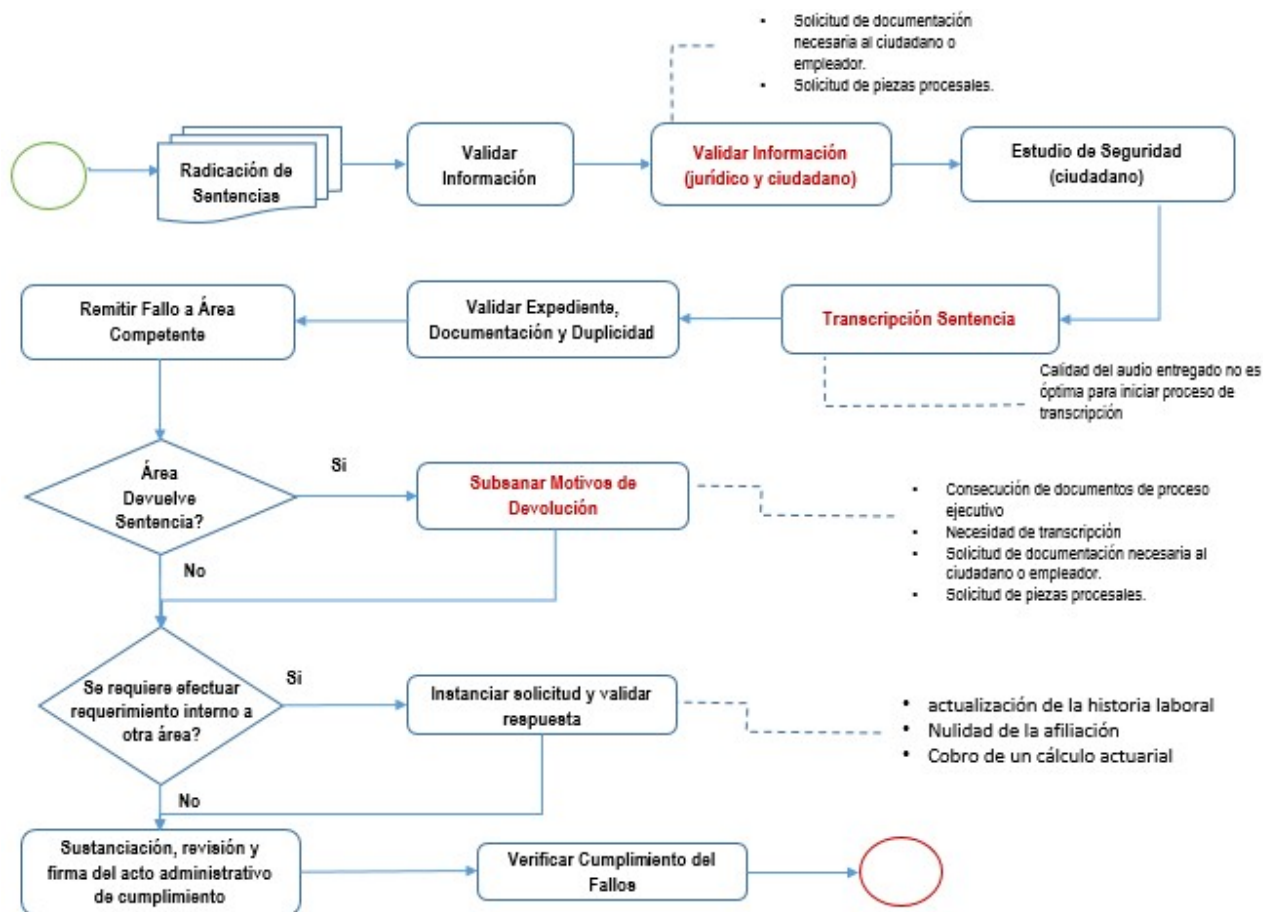 ▪ Solicitud de documentación
necesaria al ciudadano o
empleador.
▪ Solicitud de piezas procesales.
Radicación de
Sentencias
Validar
Información
Validar Información
(jurídico y ciudadano)
Estudio de Seguridad
(ciudadano)
Remitir Fallo a Área
Competente
Validar Expediente,
Documentación y Duplicidad
Transcripción Sentencia
Calidad del audio entregado no es
óptima para iniciar proceso de
transcripción
Área
Devuelve
Sentencia?
Si
Subsanar Motivos de
Devolución
▪ Consecución de documentos de proceso
ejecutivo
▪ Necesidad de transcripción
▪ Solicitud de documentación necesaria al
ciudadano o empleador.
▪ Solicitud de piezas procesales.
No
Se requiere efectuar
requerimiento interno a
otra área?
Si
Instanciar solicitud y validar
respuesta
• actualización de la historia laboral
• Nulidad de la afiliación
• Cobro de un cálculo actuarial
No
Sustanciación, revisión y
firma del acto administrativo
de cumplimiento
Verificar Cumplimiento del
Fallos